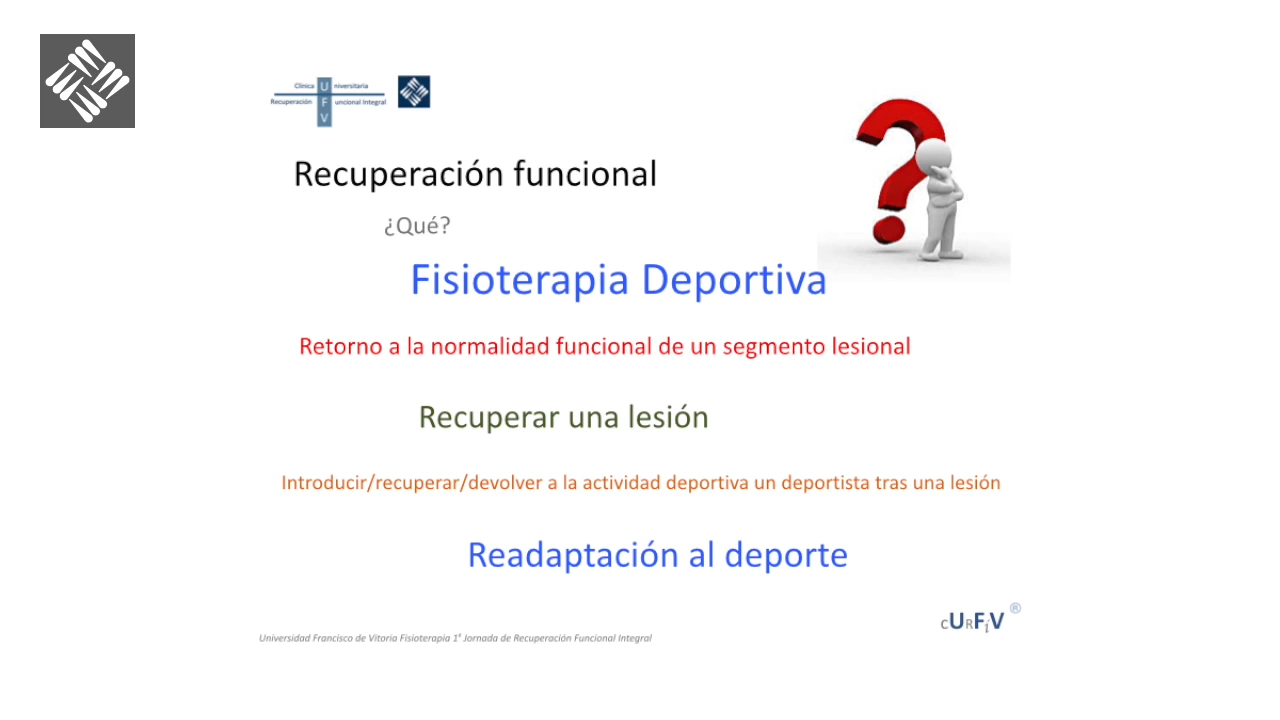 Clínica Universitaria
Recuperación Funcional Integral
V
Recuperación funcional
¿Qué?
Fisioterapia Deportiva
Retorno a la normalidad funcional de un segmento lesional
Recuperar una lesión
Introducir/recuperar/devolver a la actividad deportiva un deportista tras una lesión
Readaptación al deporte
cURFiV ®
Universidad Francisco de Vitoria Fisioterapia 1ª Jornada de Recuperación Funcional Integral